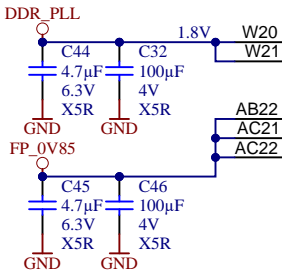 DDR_PLL
1.8V
W20
W21
C44
4.7µF
6.3V
X5R
C32
100µF
4V
X5R
GND
GND
AB22
AC21
AC22
FP_0V85
C45
4.7µF
6.3V
X5R
C46
100µF
4V
X5R
GND
GND